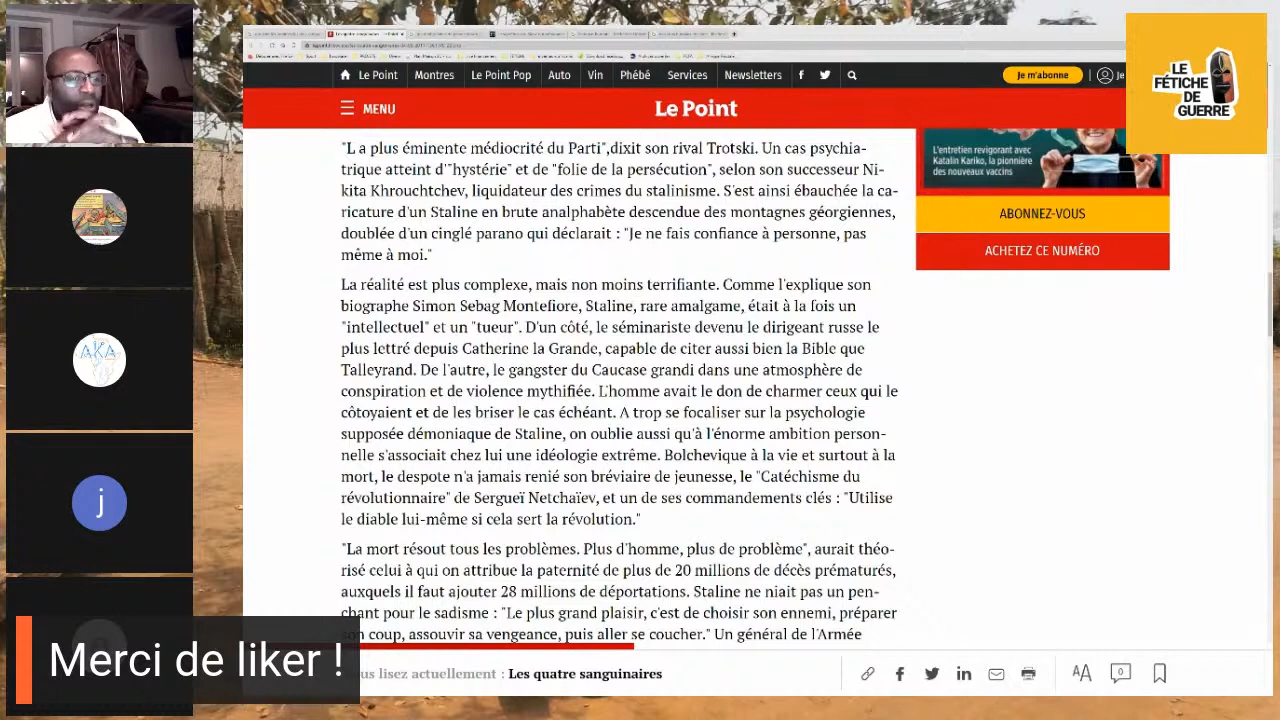 Le Point
Montres
Le Point Pop
Auto
Vin
Phébé
Services
Newsletters
Je m'abonne
Je
MENU
Le Point
LE
FÉTICHE
DE
GUERRE
"L a plus éminente médiocrité du Parti",dixit son rival Trotski. Un cas psychia-
trique atteint d'"hystérie" et de "folie de la persécution", selon son successeur Ni-
kita Khrouchtchev, liquidateur des crimes du stalinisme. S'est ainsi ébauchée la ca-
ricature d'un Staline en brute analphabète descendue des montagnes géorgiennes,
doublée d'un cinglé parano qui déclarait : "Je ne fais confiance à personne, pas
même à moi."
La réalité est plus complexe, mais non moins terrifiante. Comme l'explique son
biographe Simon Sebag Montefiore, Staline, rare amalgame, était à la fois un
"intellectuel" et un "tueur". D'un côté, le séminariste devenu le dirigeant russe le
plus lettré depuis Catherine la Grande, capable de citer aussi bien la Bible que
Talleyrand. De l'autre, le gangster du Caucase grandi dans une atmosphère de
conspiration et de violence mythifiée. L'homme avait le don de charmer ceux qui le
côtoyaient et de les briser le cas échéant. A trop se focaliser sur la psychologie
supposée démoniaque de Staline, on oublie aussi qu'à l'énorme ambition person-
nelle s'associait chez lui une idéologie extrême. Bolchevique à la vie et surtout à la
mort, le despote n'a jamais renié son bréviaire de jeunesse, le "Catéchisme du
révolutionnaire" de Sergueï Netchaïev, et un de ses commandements clés : "Utilise
le diable lui-même si cela sert la révolution."
"La mort résout tous les problèmes. Plus d'homme, plus de problème", aurait théo-
risé celui à qui on attribue la paternité de plus de 20 millions de décès prématurés,
auxquels il faut ajouter 28 millions de déportations. Staline ne niait pas un pen-
chant pour le sadisme : "Le plus grand plaisir, c'est de choisir son ennemi, préparer
son coup, assouvir sa vengeance, puis aller se coucher." Un général de l'Armée
L'entretien revigorant avec
Katalin Kariko, la pionnière
des nouveaux vaccins
ABONNEZ-VOUS
ACHETEZ CE NUMÉRO
AKA
j
Merci de liker !
us lisez actuellement : Les quatre sanguinaires
AA
0